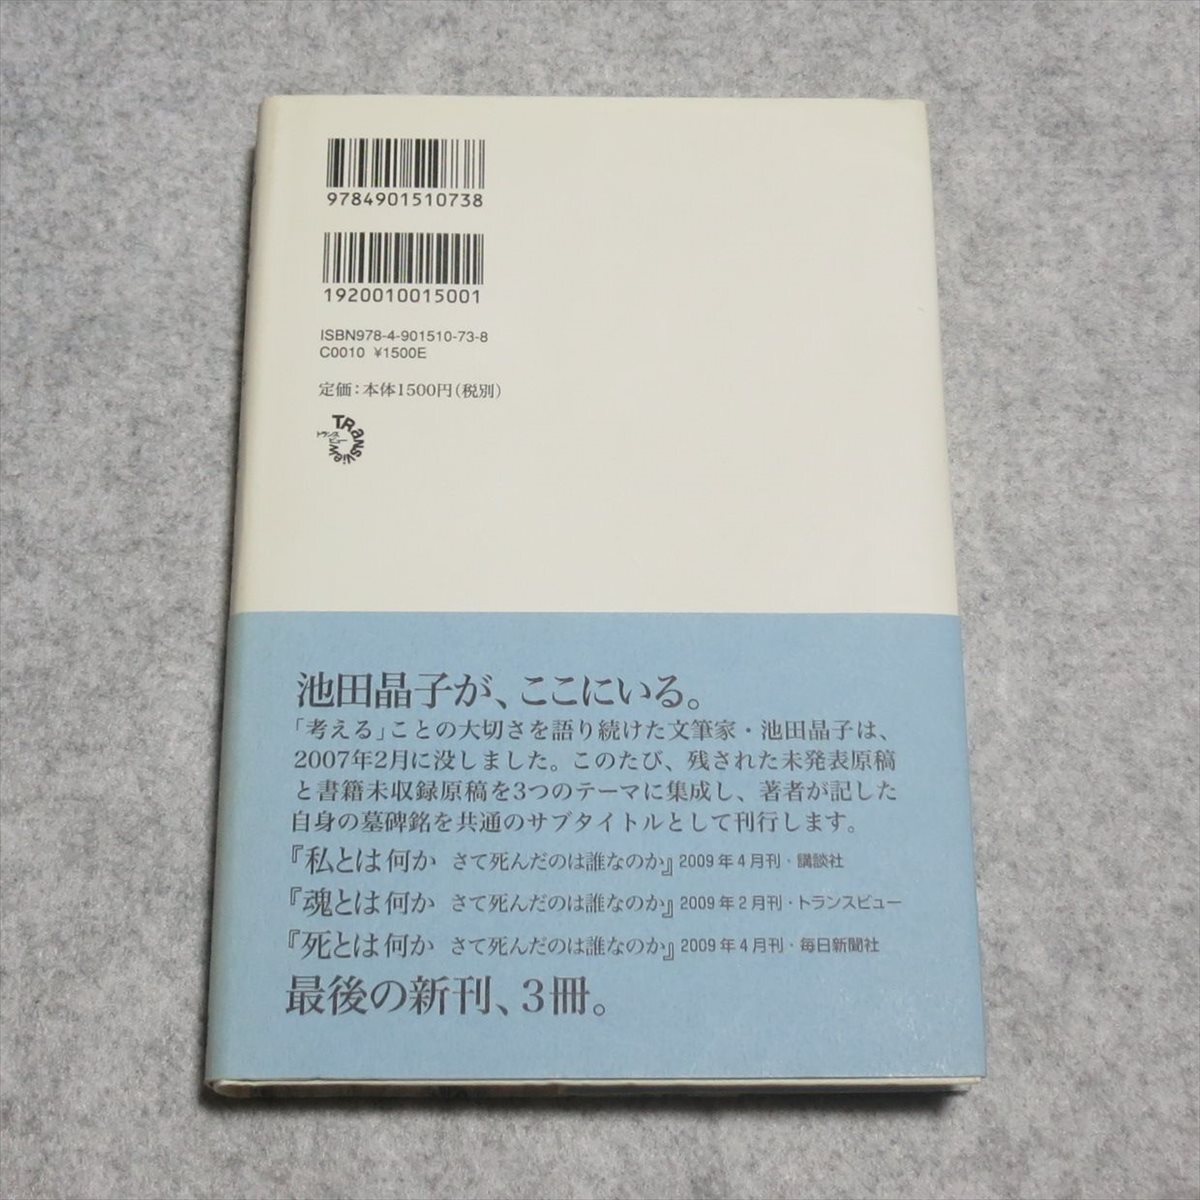 9784901510738
1920010015001
ISBN978-4-901510-73-8
C0010 ¥1500E
定価：本体1500円（税別）
TRaNSView
トランスビュー
池田晶子が、ここにいる。
「考える」ことの大切さを語り続けた文筆家・池田晶子は、
2007年2月に没しました。このたび、残された未発表原稿
と書籍未収録原稿を3つのテーマに集成し、著者が記した
自身の墓碑銘を共通のサブタイトルとして刊行します。
『私とは何か さて死んだのは誰なのか』2009年4月刊・講談社
『魂とは何か さて死んだのは誰なのか』2009年2月刊・トランスビュー
『死とは何か さて死んだのは誰なのか』2009年4月刊・毎日新聞社
最後の新刊、3冊。